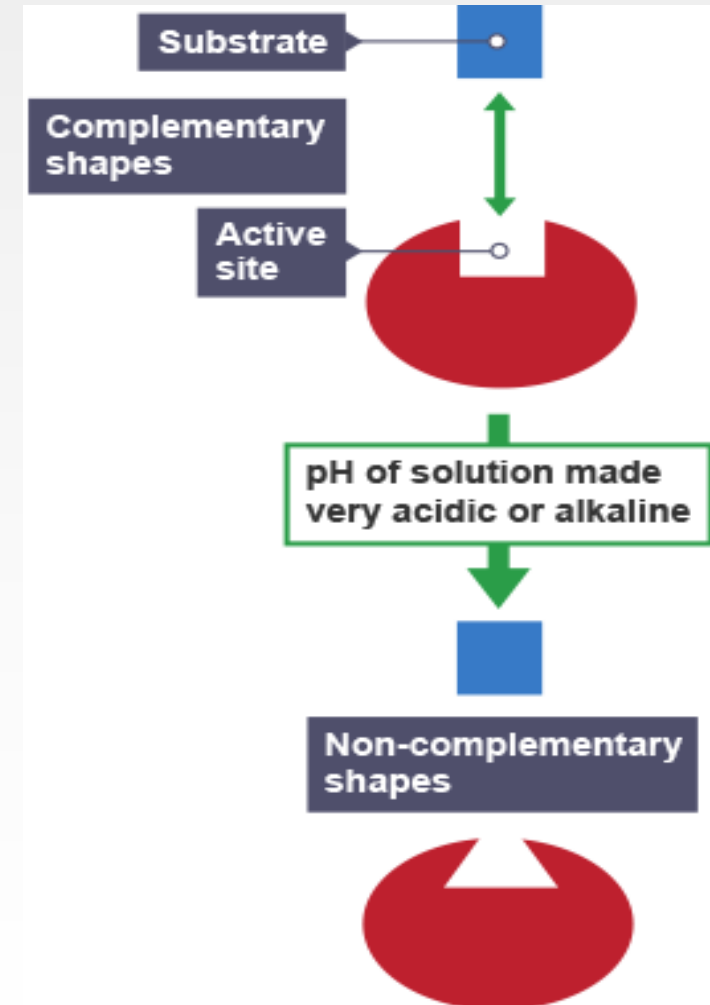 Substrate
Complementary
shapes
Active
site
pH of solution made
very acidic or alkaline
Non-complementary
shapes